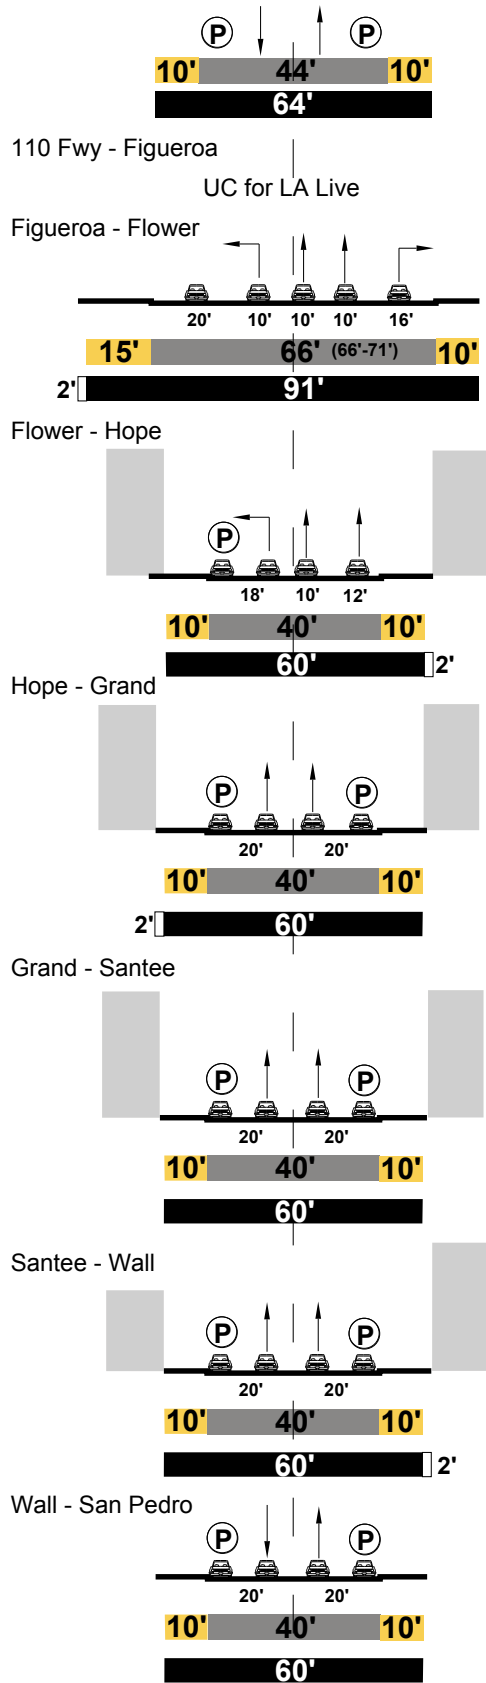 P P
10' 44' 10'
64'
110 Fwy - Figueroa
UC for LA Live
Figueroa - Flower
20' 10' 10' 10' 16'
15' 66' (66'-71') 10'
2' 91'
Flower - Hope
P
18' 10' 12'
10' 40' 10'
60' 2'
Hope - Grand
P P
20' 20'
10' 40' 10'
2' 60'
Grand - Santee
P P
20' 20'
10' 40' 10'
60'
Santee - Wall
P P
20' 20'
10' 40' 10'
60' 2'
Wall - San Pedro
P P
20' 20'
10' 40' 10'
60'